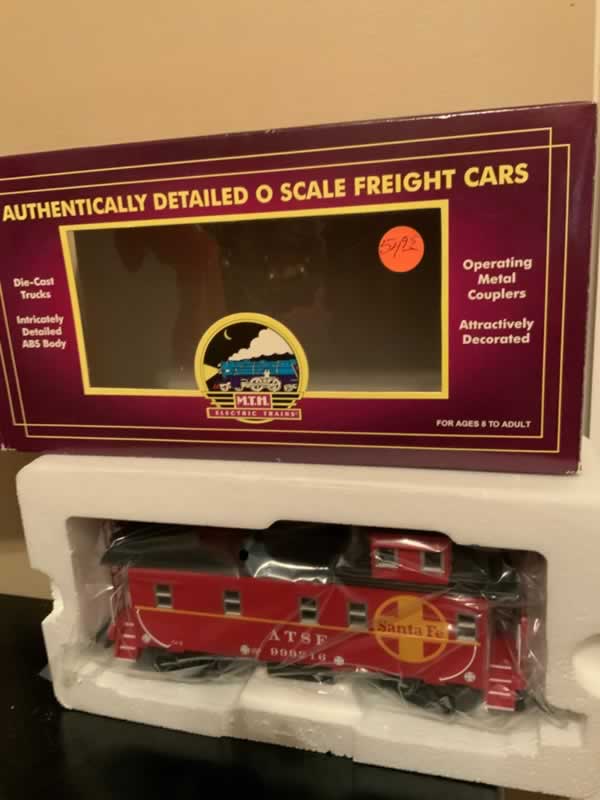 AUTHENTICALLY DETAILED O SCALE FREIGHT CARS
Die-Cast
Trucks
Intricately
Detailed
ABS Body
Operating
Metal
Couplers
Attractively
Decorated
M.T.H.
ELECTRIC TRAINS
FOR AGES 8 TO ADULT
Santa Fe
ATSF
999216